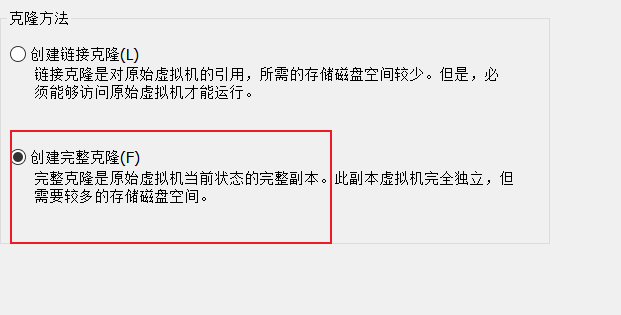 克隆方法
创建链接克隆(L)
链接克隆是对原始虚拟机的引用，所需的存储磁盘空间较少。但是，必
须能够访问原始虚拟机才能运行。
创建完整克隆(F)
完整克隆是原始虚拟机当前状态的完整副本。此副本虚拟机完全独立，但
需要较多的存储磁盘空间。